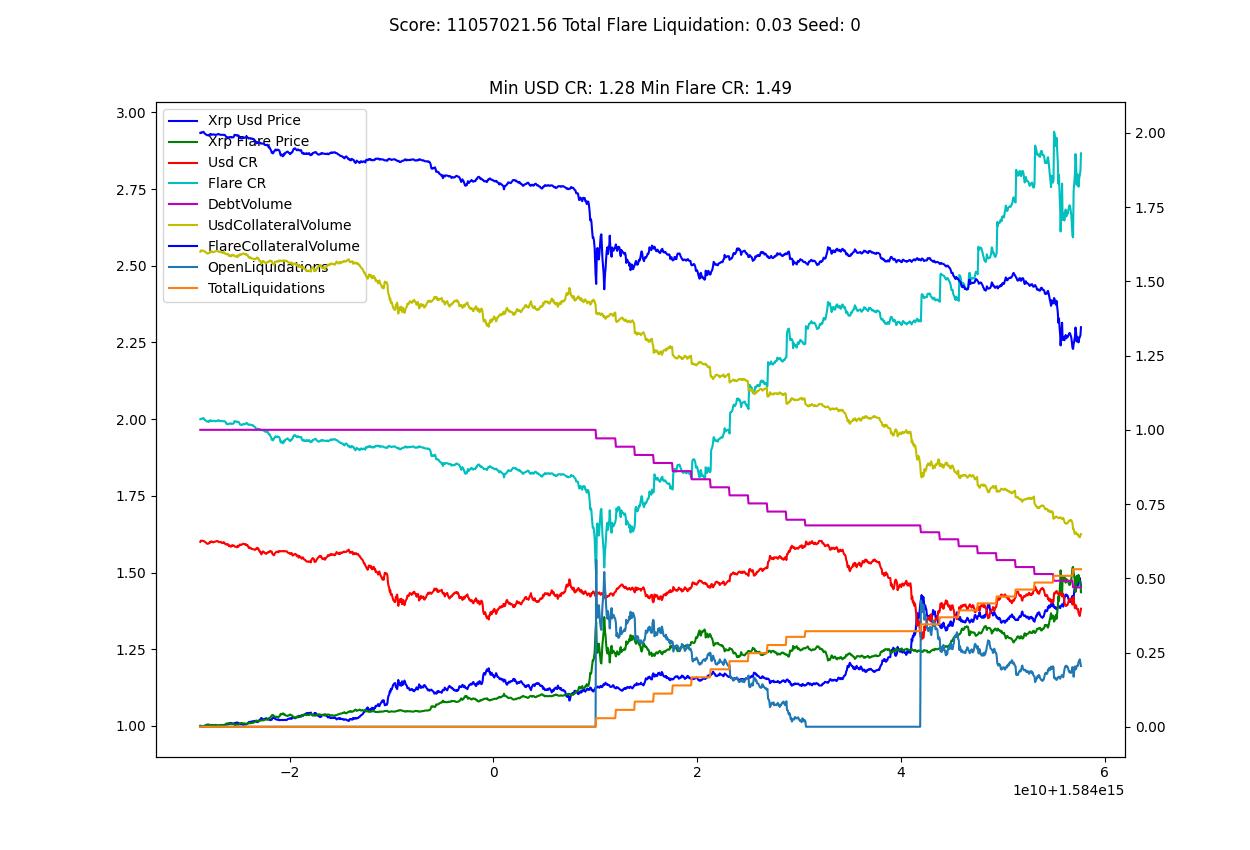 Score: 11057021.56 Total Flare Liquidation: 0.03 Seed: 0
Min USD CR: 1.28 Min Flare CR: 1.49
3.00
2.75
2.50
2.25
2.00
1.75
1.50
1.25
1.00
Xrp Usd Price
Xrp Flare Price
Usd CR
Flare CR
DebtVolume
UsdCollateralVolume
FlareCollateralVolume
OpenLiquidations
TotalLiquidations
2.00
1.75
1.50
1.25
1.00
0.75
0.50
0.25
0.00
−2 0 2 4 6
1e10+1.584e15